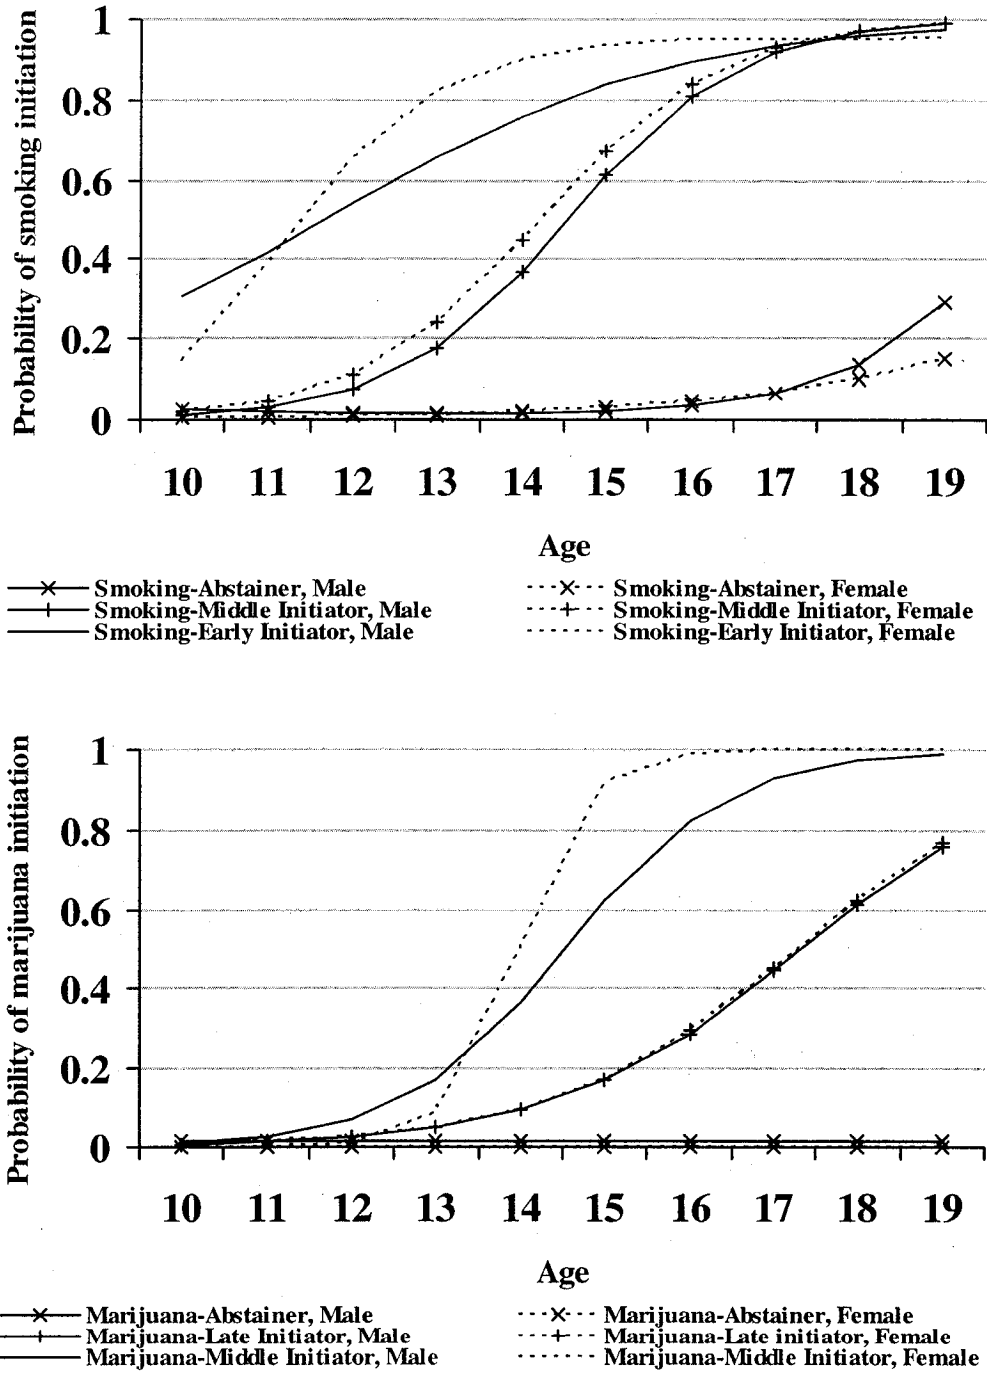 Probability of smoking initiation
1
0.8
0.6
0.4
0.2
0
10 11 12 13 14 15 16 17 18 19
Age
Smoking-Abstainer, Male
Smoking-Middle Initiator, Male
Smoking-Early Initiator, Male
Smoking-Abstainer, Female
Smoking-Middle Initiator, Female
Smoking-Early Initiator, Female
Probability of marijuana initiation
1
0.8
0.6
0.4
0.2
0
10 11 12 13 14 15 16 17 18 19
Age
Marijuana-Abstainer, Male
Marijuana-Late Initiator, Male
Marijuana-Middle Initiator, Male
Marijuana-Abstainer, Female
Marijuana-Late initiator, Female
Marijuana-Middle Initiator, Female